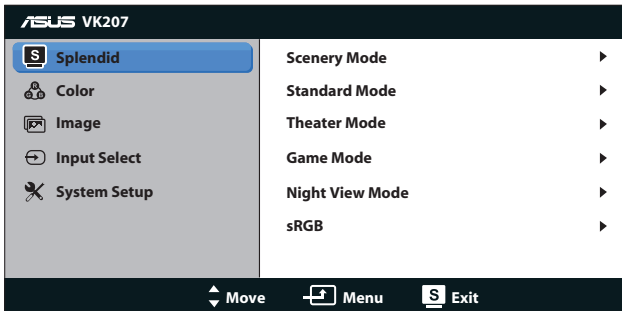 ASUS VK207
S Splendid
Color
Image
Input Select
System Setup
Scenery Mode
Standard Mode
Theater Mode
Game Mode
Night View Mode
sRGB
Move Menu S Exit